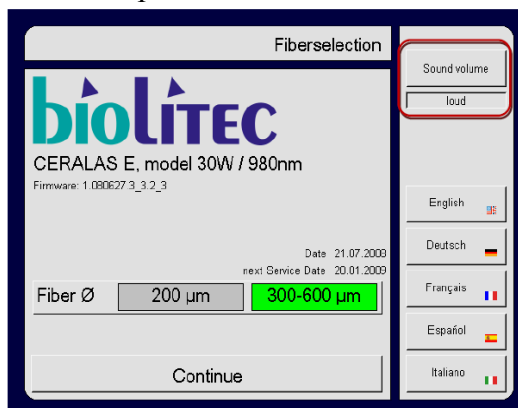 Fiberselection
biolitec
CERALAS E, model 30W / 980nm
Firmware: 1.080627.3_3.2_3
Date 21.07.2008
next Service Date 20.01.2009
Fiber Ø 200 µm 300-600 µm
Continue
Sound volume
loud
English
Deutsch
Français
Español
Italiano